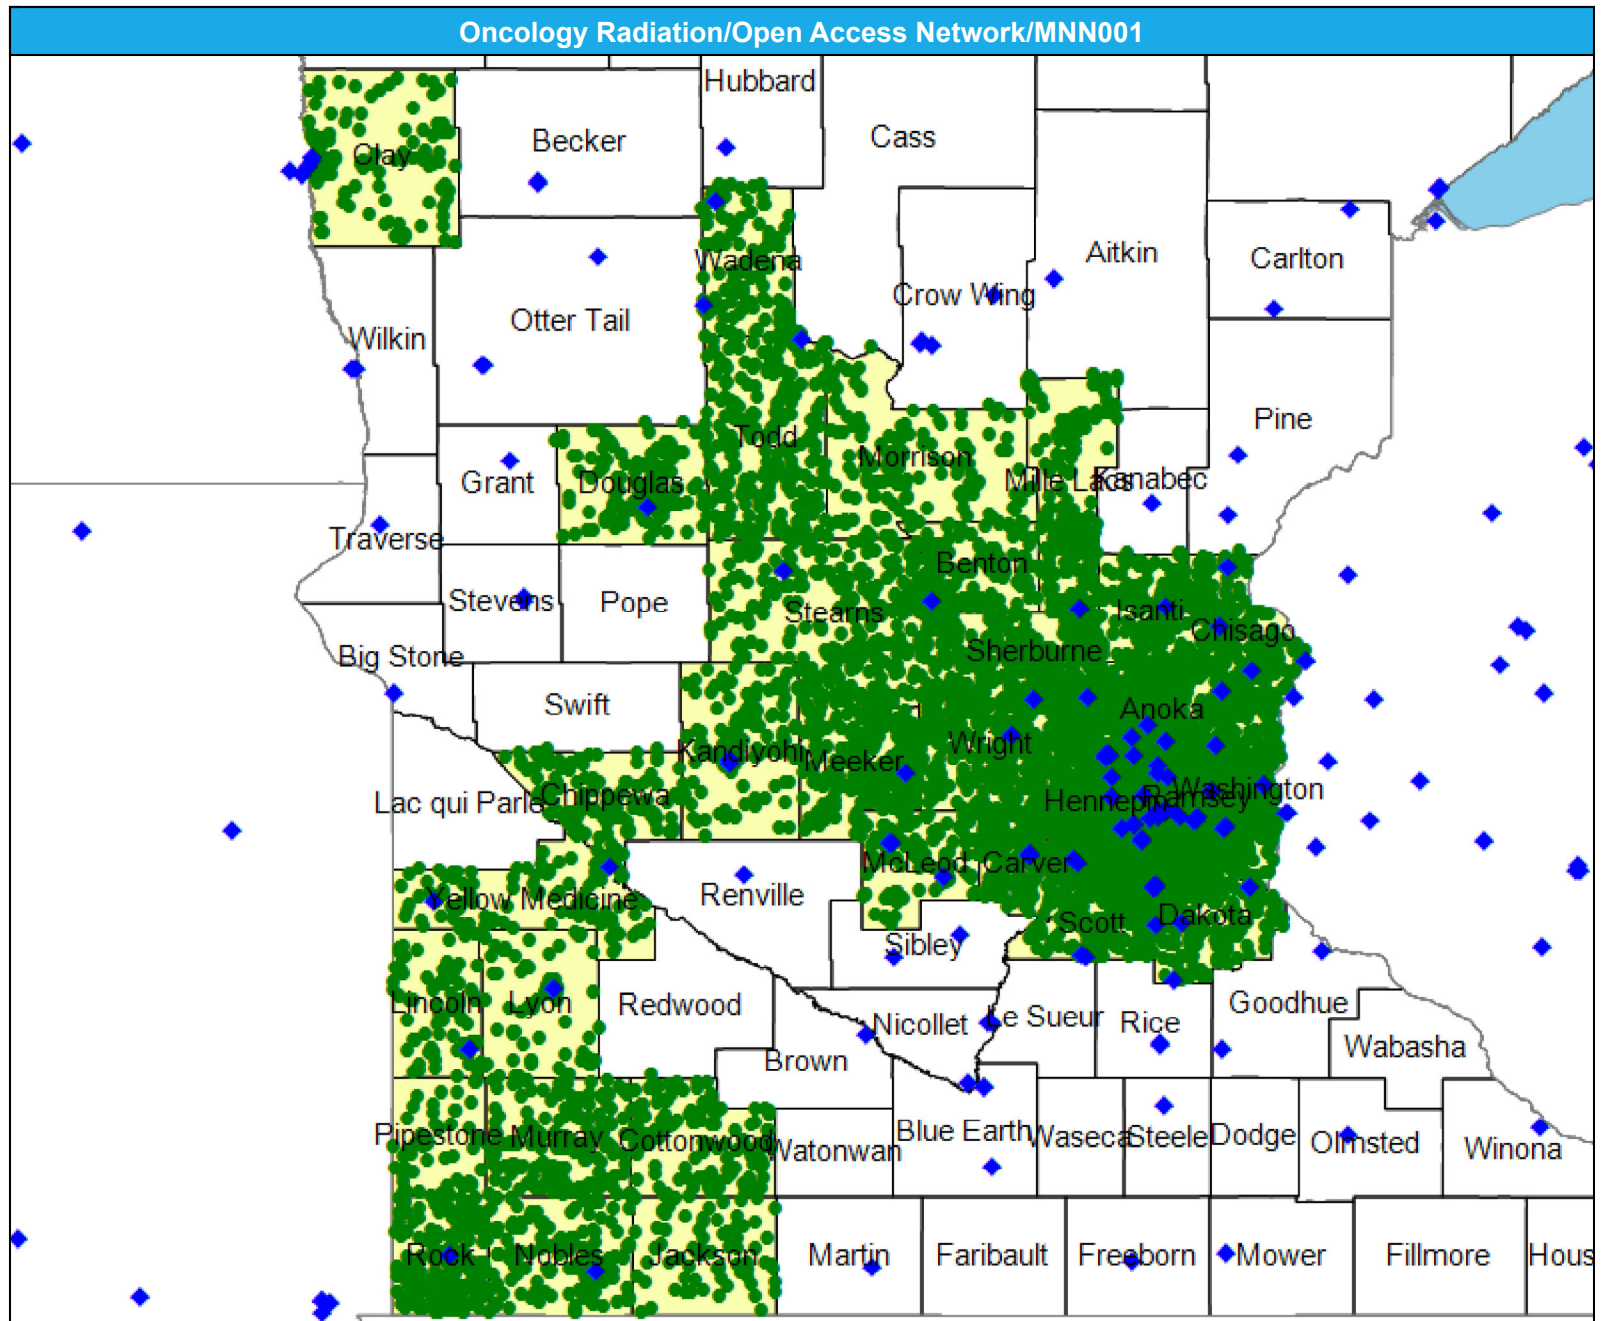 Oncology Radiation/Open Access Network/MNN001
Hubbard
Becker
Cass
Clay
Wadena
Aitkin
Carlton
Crow Wing
Otter Tail
Wilkin
Pine
Todd
Morrison
Grant
Douglas
Mille Lacs
Kanabec
Traverse
Benton
Stevens
Pope
Stearns
Isanti
Chisago
Big Stone
Sherburne
Swift
Anoka
Kandiyohi
Meeker
Wright
Lac qui Parle
Chippewa
Hennepin
Ramsey
Washington
McLeod
Carver
Yellow Medicine
Renville
Scott
Dakota
Sibley
Lincoln
Lyon
Redwood
Nicollet
Le Sueur
Rice
Goodhue
Brown
Wabasha
Pipestone
Murray
Cottonwood
Watonwan
Blue Earth
Waseca
Steele
Dodge
Olmsted
Winona
Rock
Nobles
Jackson
Martin
Faribault
Freeborn
Mower
Fillmore
Hous